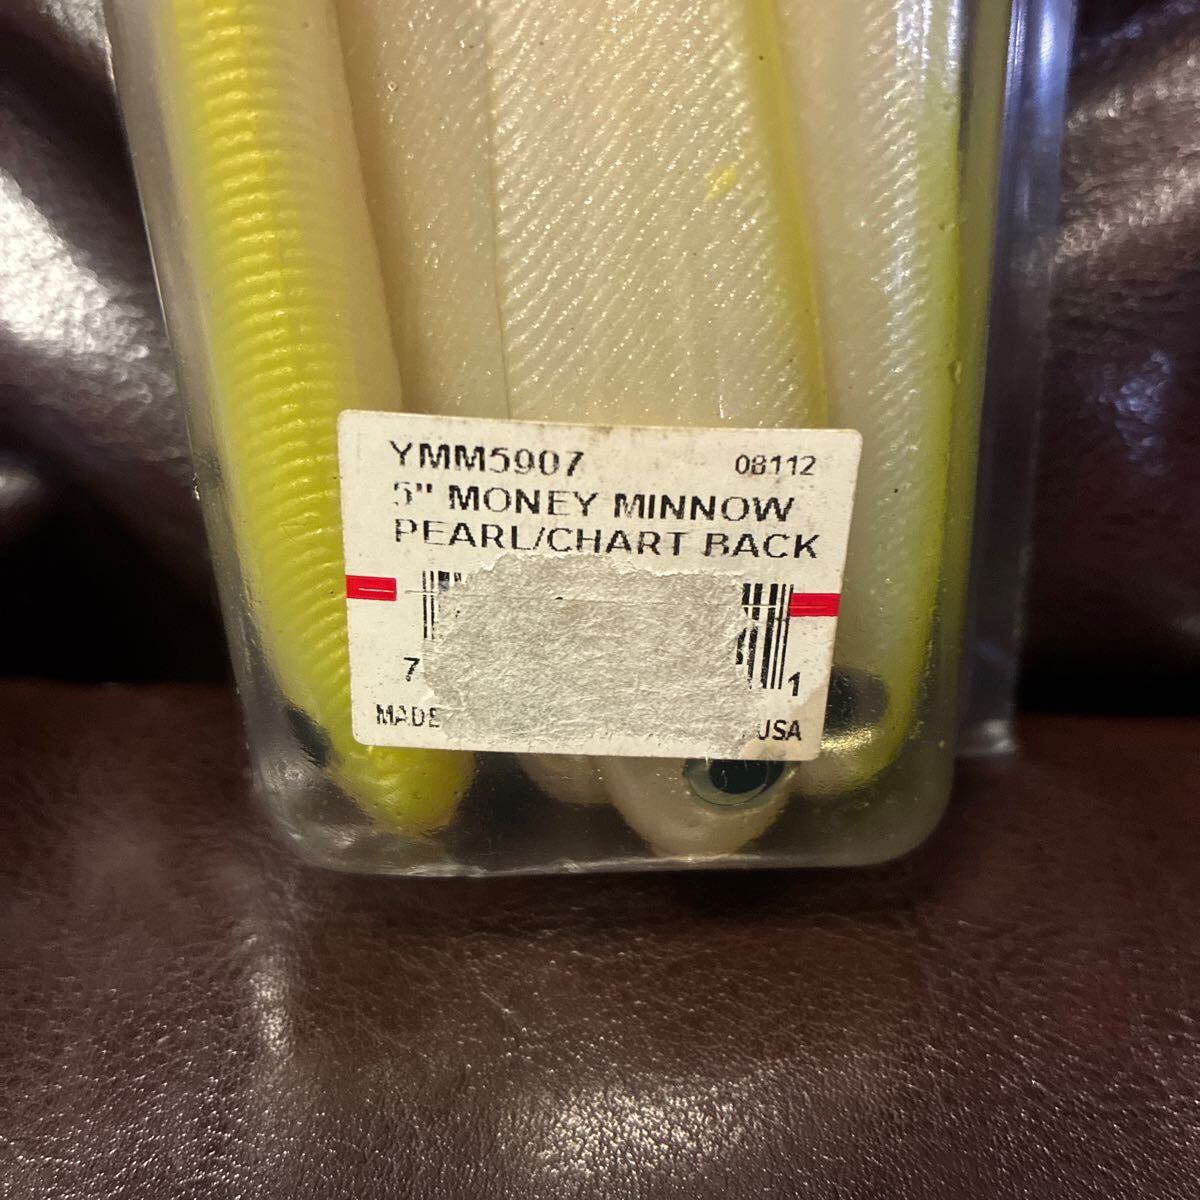 YMM5907 08112
5" MONEY MINNOW
PEARL/CHART BACK
7 1
MADE USA